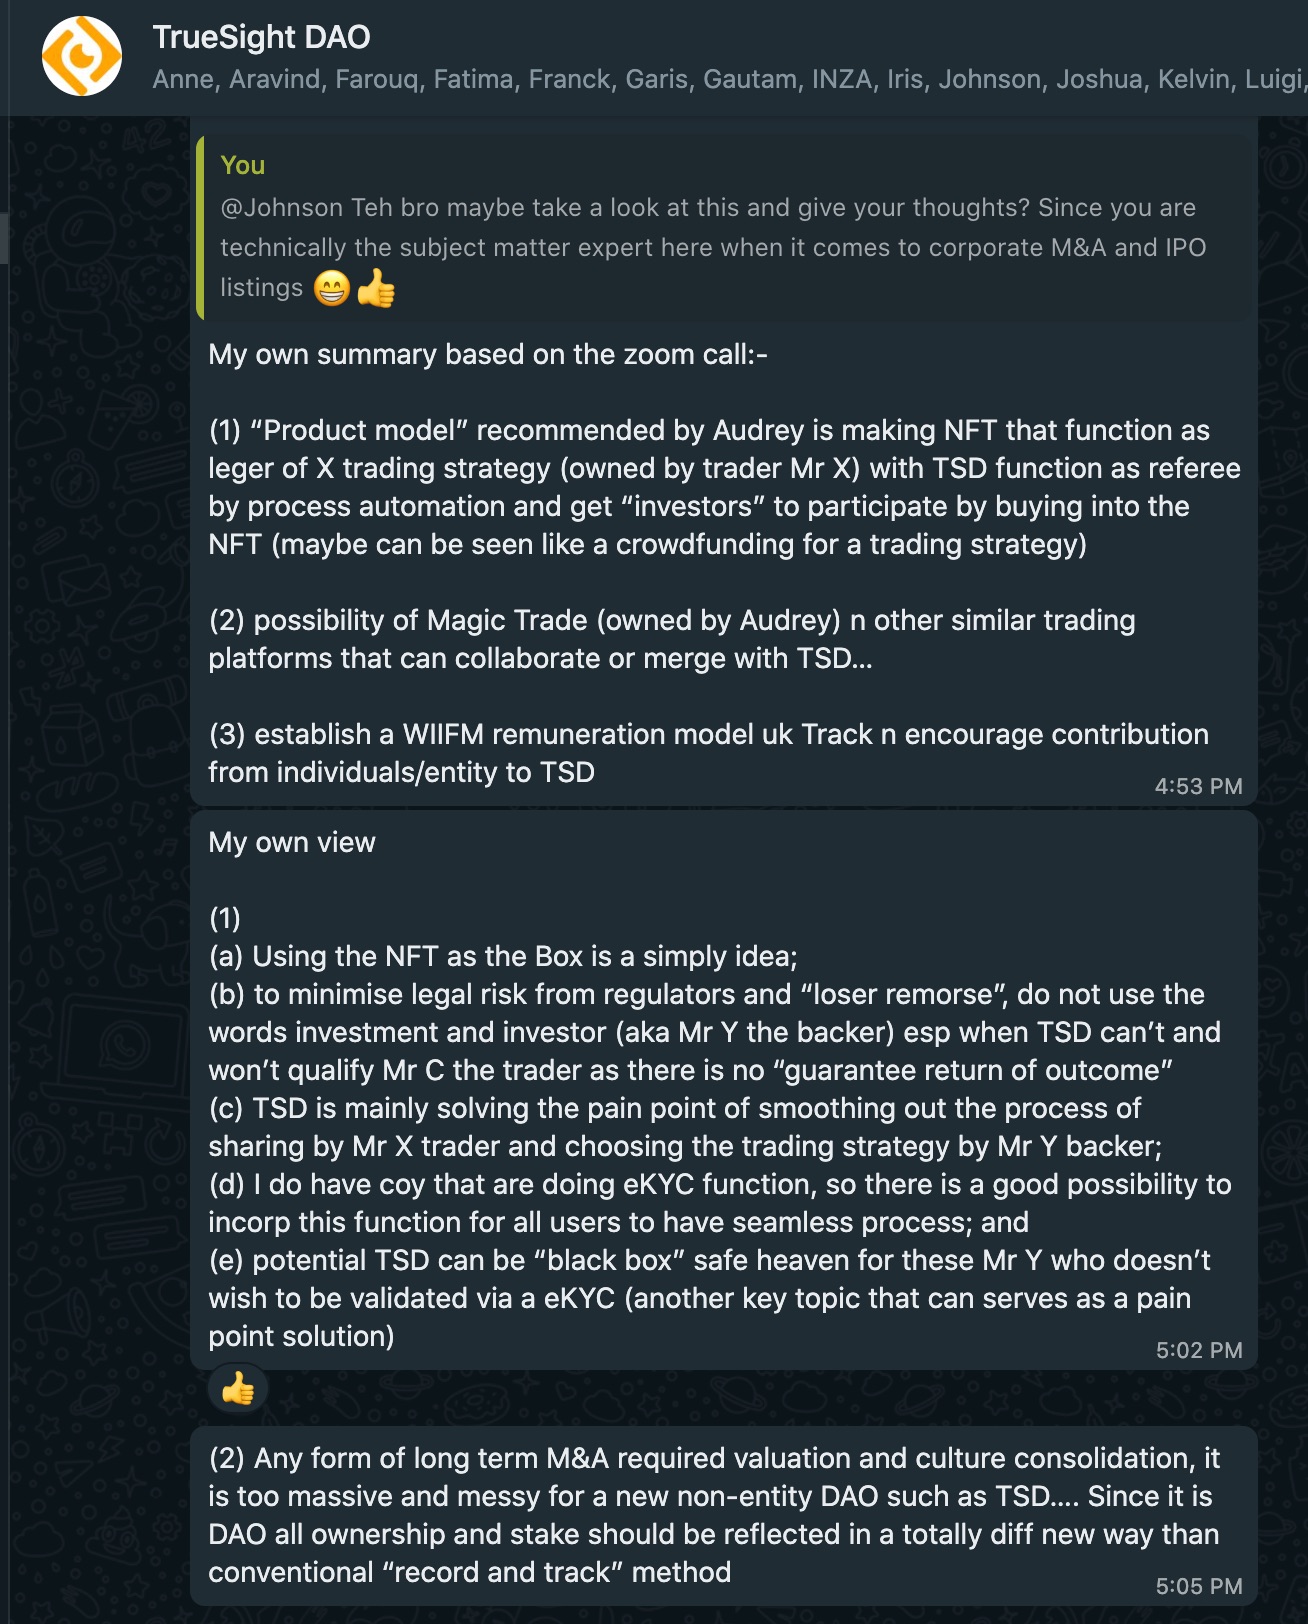 TrueSight DAO
Anne, Aravind, Farouq, Fatima, Franck, Garis, Gautam, INZA, Iris, Johnson, Joshua, Kelvin, Luigi,
You
@Johnson Teh bro maybe take a look at this and give your thoughts? Since you are
technically the subject matter expert here when it comes to corporate M&A and IPO
listings 😁👍
My own summary based on the zoom call:-
(1) “Product model” recommended by Audrey is making NFT that function as
leger of X trading strategy (owned by trader Mr X) with TSD function as referee
by process automation and get “investors” to participate by buying into the
NFT (maybe can be seen like a crowdfunding for a trading strategy)
(2) possibility of Magic Trade (owned by Audrey) n other similar trading
platforms that can collaborate or merge with TSD...
(3) establish a WIIFM remuneration model uk Track n encourage contribution
from individuals/entity to TSD
4:53 PM
My own view
(1)
(a) Using the NFT as the Box is a simply idea;
(b) to minimise legal risk from regulators and “loser remorse”, do not use the
words investment and investor (aka Mr Y the backer) esp when TSD can’t and
won’t qualify Mr C the trader as there is no “guarantee return of outcome”
(c) TSD is mainly solving the pain point of smoothing out the process of
sharing by Mr X trader and choosing the trading strategy by Mr Y backer;
(d) I do have coy that are doing eKYC function, so there is a good possibility to
incorp this function for all users to have seamless process; and
(e) potential TSD can be “black box” safe heaven for these Mr Y who doesn’t
wish to be validated via a eKYC (another key topic that can serves as a pain
point solution)
5:02 PM
👍
(2) Any form of long term M&A required valuation and culture consolidation, it
is too massive and messy for a new non-entity DAO such as TSD.... Since it is
DAO all ownership and stake should be reflected in a totally diff new way than
conventional “record and track” method
5:05 PM